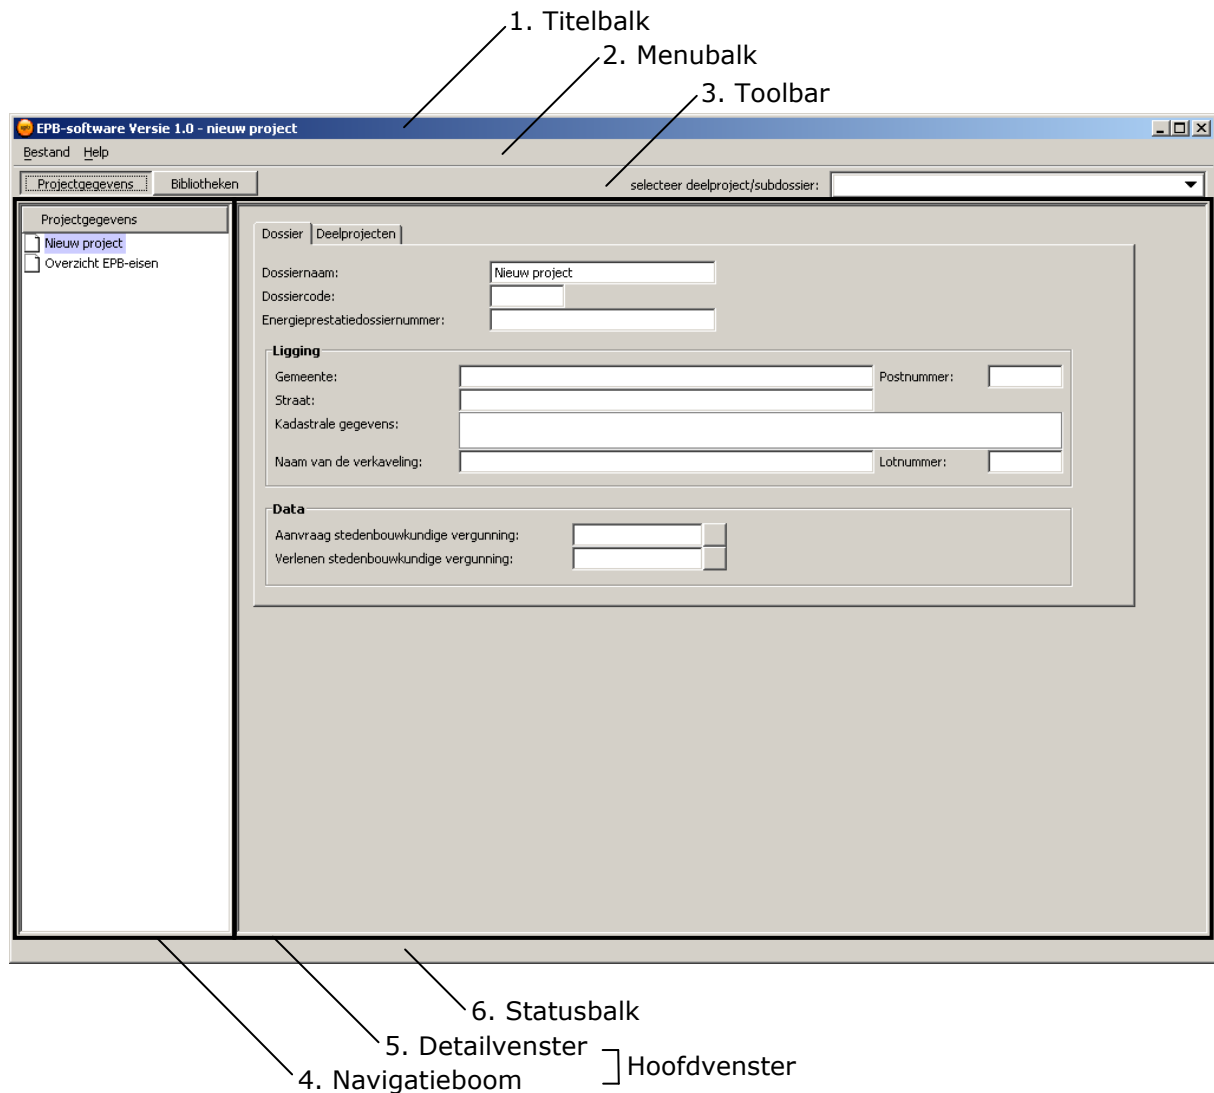 1. Titelbalk
2. Menubalk
3. Toolbar
EPB-software Versie 1.0 - nieuw project
Bestand Help
Projectgegevens Bibliotheken selecteer deelproject/subdossier:
Projectgegevens
Nieuw project
Overzicht EPB-eisen
Dossier Deelprojecten
Dossiernaam: Nieuw project
Dossiercode:
Energieprestatiedossiernummer:
Ligging
Gemeente: Postnummer:
Straat:
Kadastrale gegevens:
Naam van de verkaveling: Lotnummer:
Data
Aanvraag stedenbouwkundige vergunning:
Verlenen stedenbouwkundige vergunning:
6. Statusbalk
5. Detailvenster
Hoofdvenster
4. Navigatieboom